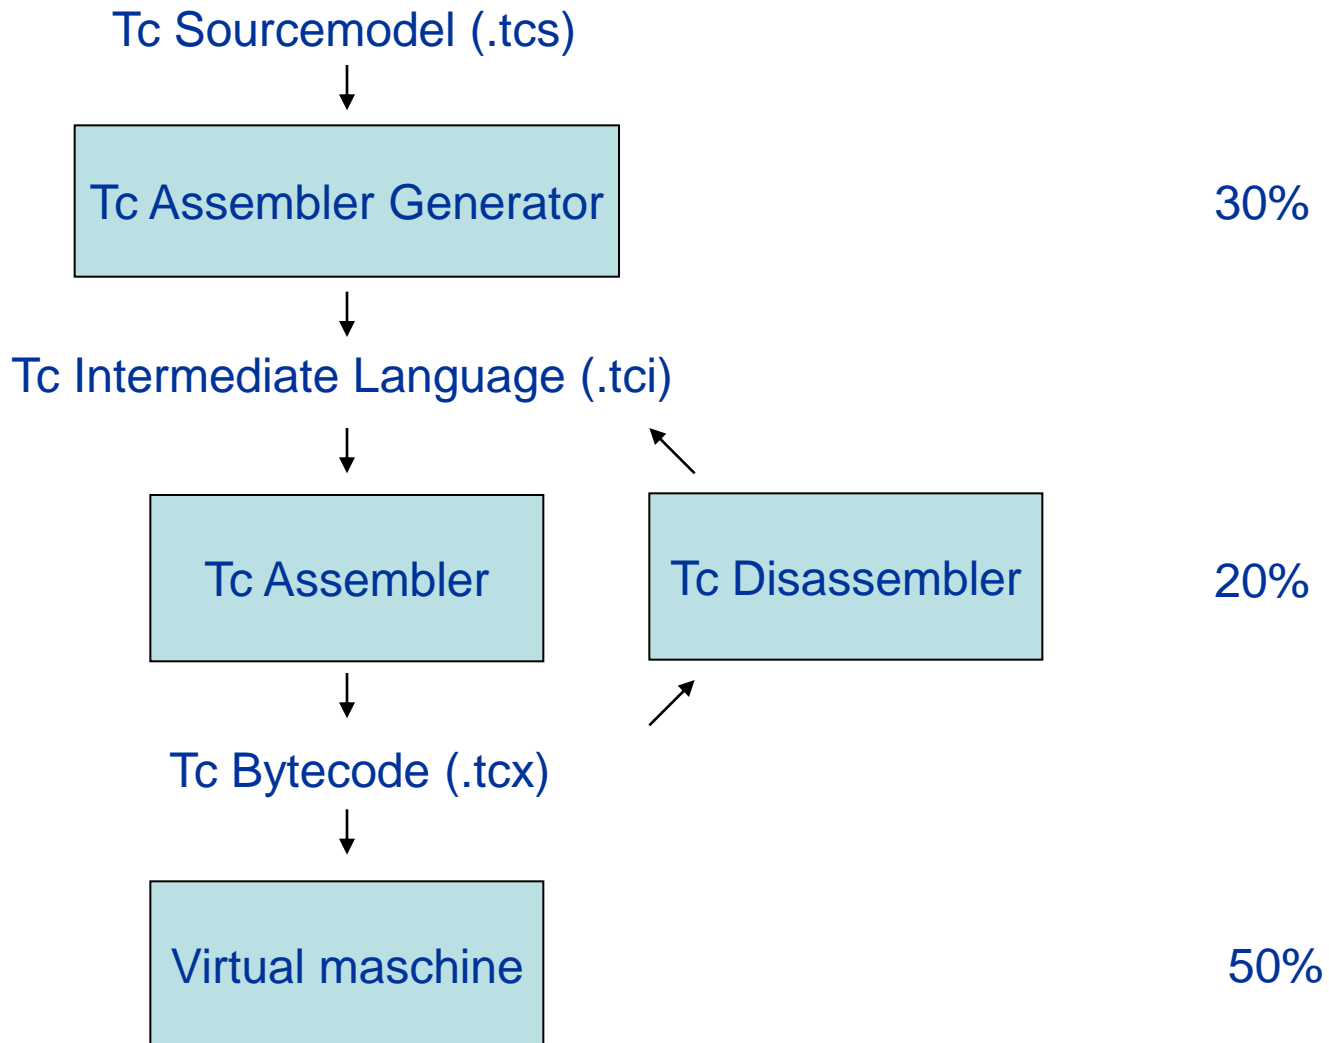 Tc Sourcemodel (.tcs)
Tc Assembler Generator
30%
Tc Intermediate Language (.tci)
Tc Assembler
Tc Disassembler
20%
Tc Bytecode (.tcx)
Virtual maschine
50%